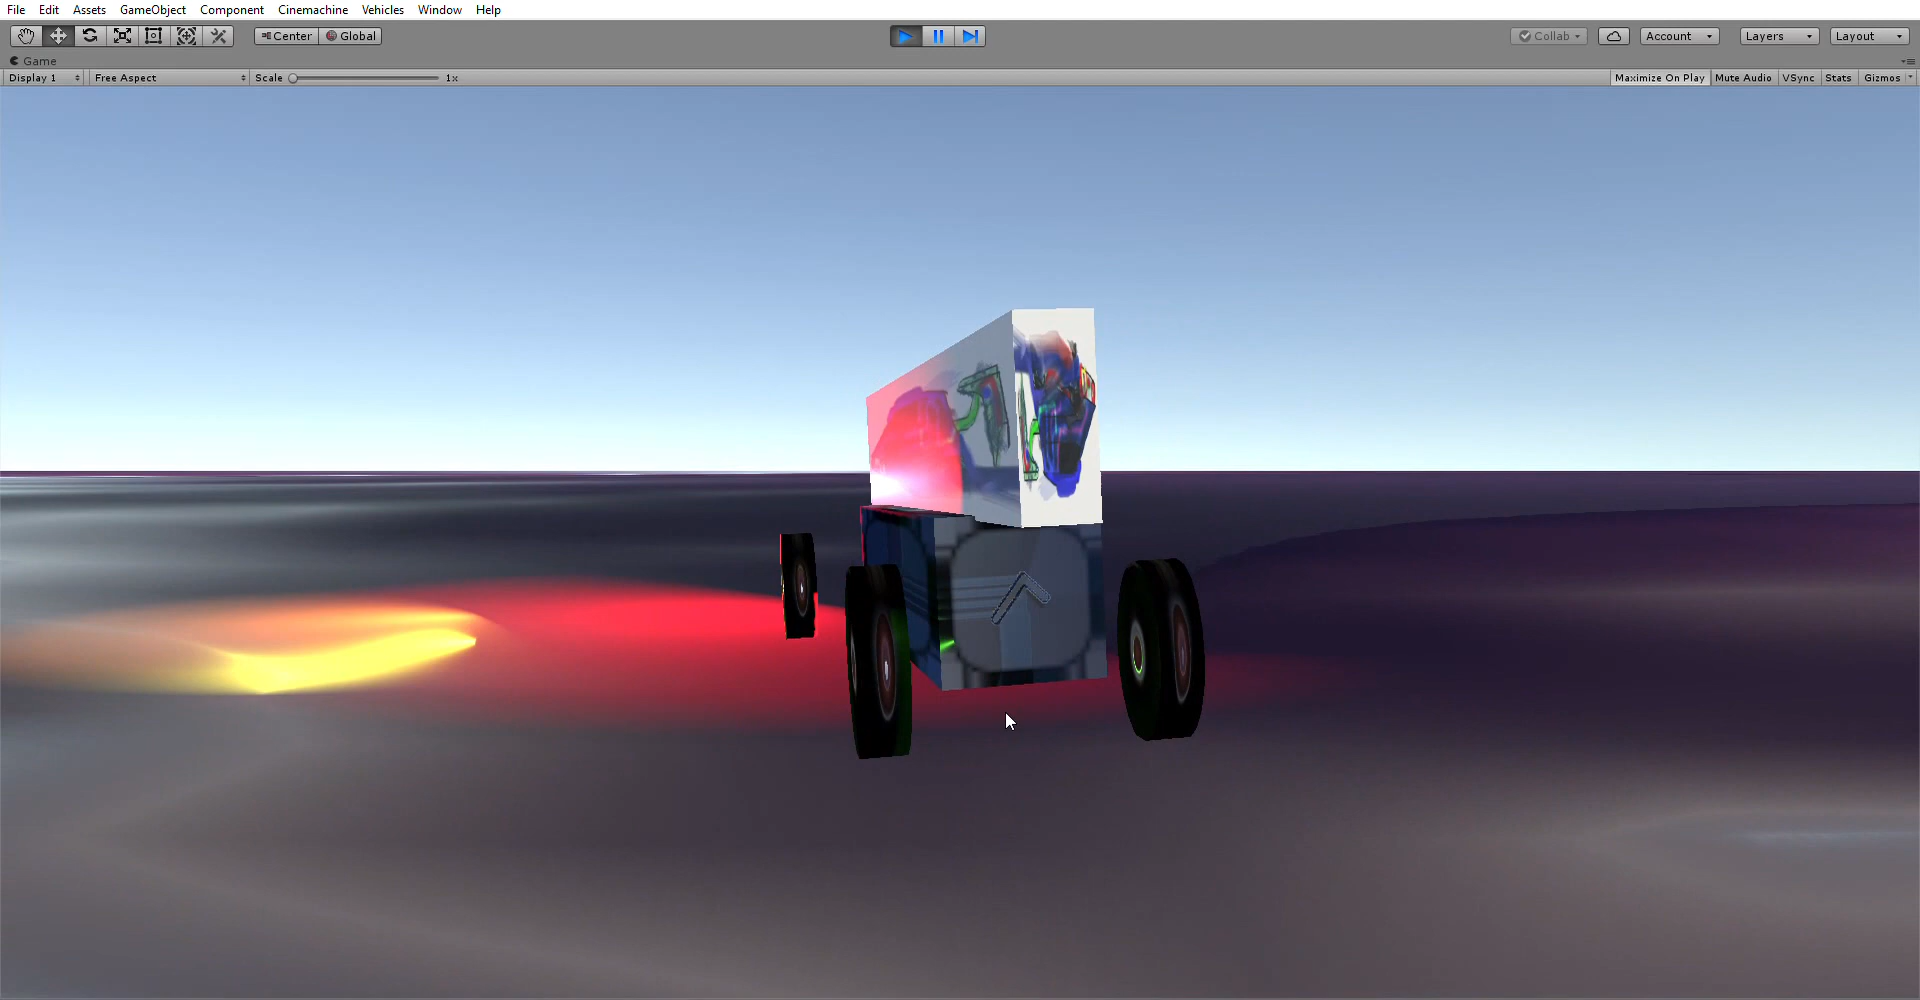 File Edit Assets GameObject Component Cinemachine Vehicles Window Help
Center Global Collab Account Layers Layout
Game
Display 1 Free Aspect Scale 1x Maximize On Play Mute Audio VSync Stats Gizmos